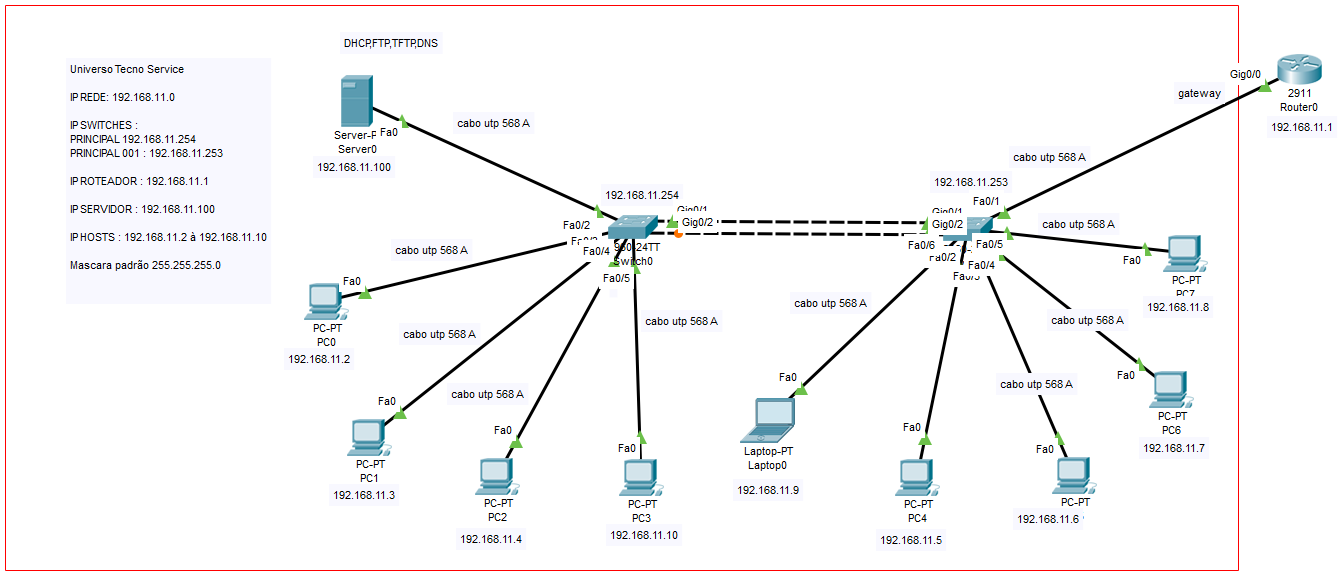 DHCP,FTP,TFTP,DNS
Universo Tecno Service
IP REDE: 192.168.11.0
IP SWITCHES :
PRINCIPAL 192.168.11.254
PRINCIPAL 001 : 192.168.11.253
IP ROTEADOR : 192.168.11.1
IP SERVIDOR : 192.168.11.100
IP HOSTS : 192.168.11.2 à 192.168.11.10
Mascara padrão 255.255.255.0
Fa0
Server0
192.168.11.100
cabo utp 568 A
Gig0/0
gateway
2911
Router0
192.168.11.1
cabo utp 568 A
192.168.11.254
Gig0/1
Gig0/2
Fa0/2
Fa0/4
Switch0
Fa0/5
192.168.11.253
Fa0/1
Gig0/1
Gig0/2
Fa0/6
Fa0/5
Fa0/2
Fa0/4
cabo utp 568 A
Fa0
PC-PT
PC0
192.168.11.2
cabo utp 568 A
Fa0
PC-PT
PC1
192.168.11.3
cabo utp 568 A
Fa0
PC-PT
PC2
192.168.11.4
cabo utp 568 A
Fa0
PC-PT
PC3
192.168.11.10
cabo utp 568 A
Fa0
Laptop-PT
Laptop0
192.168.11.9
Fa0
PC-PT
PC4
192.168.11.5
cabo utp 568 A
Fa0
PC-PT
192.168.11.6
cabo utp 568 A
Fa0
PC-PT
PC6
192.168.11.7
cabo utp 568 A
Fa0
PC-PT
PC7
192.168.11.8